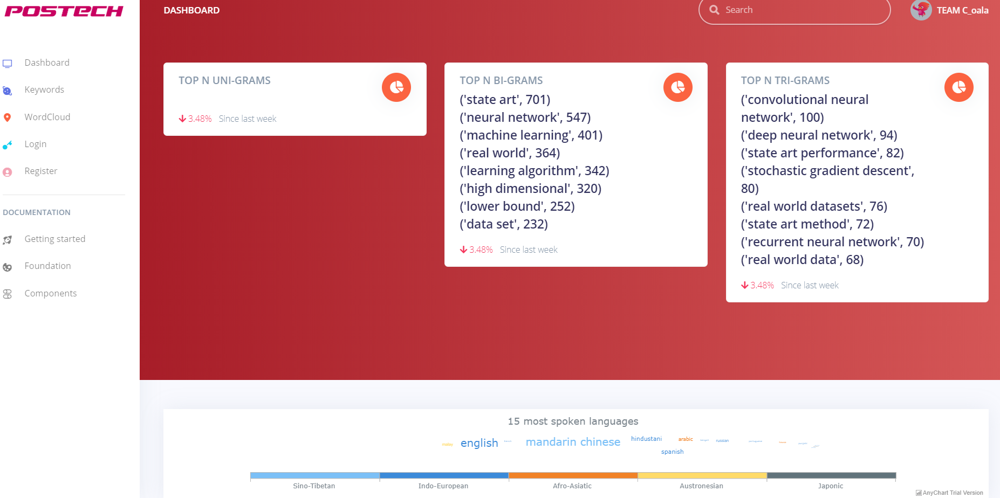 POSTECH
DASHBOARD
Search
TEAM C_oala
Dashboard
Keywords
WordCloud
Login
Register
DOCUMENTATION
Getting started
Foundation
Components
TOP N UNI-GRAMS
3.48% Since last week
TOP N BI-GRAMS
('state art', 701)
('neural network', 547)
('machine learning', 401)
('real world', 364)
('learning algorithm', 342)
('high dimensional', 320)
('lower bound', 252)
('data set', 232)
3.48% Since last week
TOP N TRI-GRAMS
('convolutional neural
network', 100)
('deep neural network', 94)
('state art performance', 82)
('stochastic gradient descent',
80)
('real world datasets', 76)
('state art method', 72)
('recurrent neural network', 70)
('real world data', 68)
3.48% Since last week
15 most spoken languages
malay english mandarin chinese hindustani arabic bengali russian portuguese punjabi
spanish
Sino-Tibetan Indo-European Afro-Asiatic Austronesian Japonic
AnyChart Trial Version